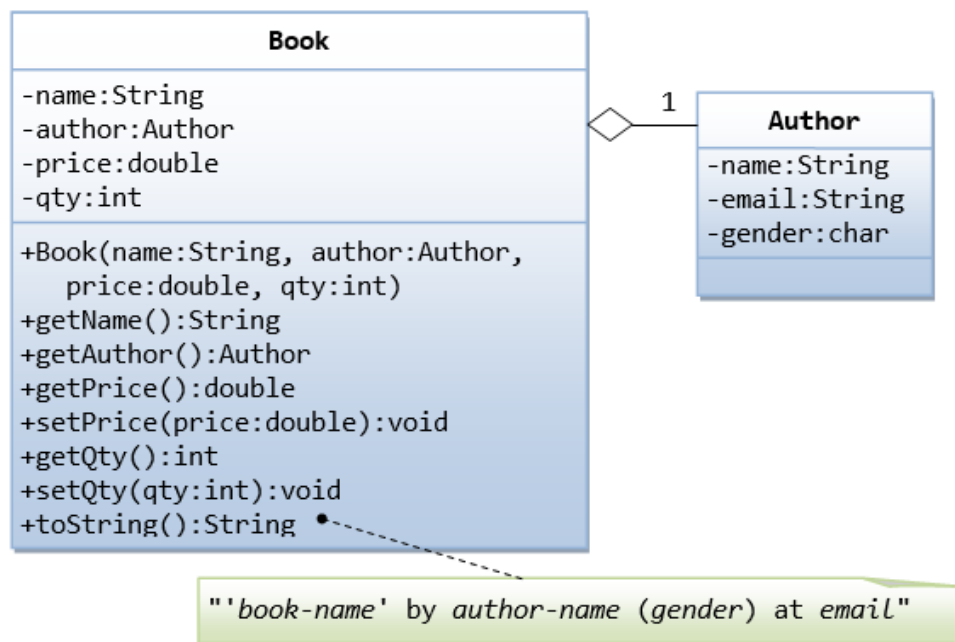 Book
-name:String
-author:Author
-price:double
-qty:int
+Book(name:String, author:Author,
price:double, qty:int)
+getName():String
+getAuthor():Author
+getPrice():double
+setPrice(price:double):void
+getQty():int
+setQty(qty:int):void
+toString():String
1
Author
-name:String
-email:String
-gender:char
"'book-name' by author-name (gender) at email"